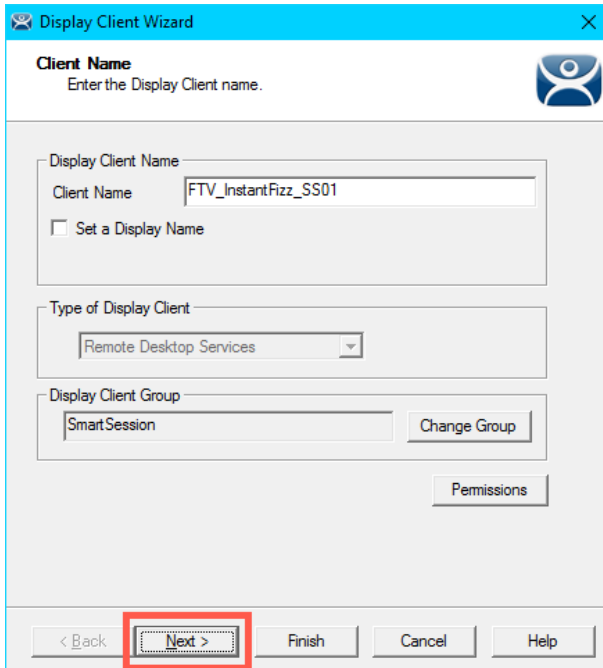 Display Client Wizard
Client Name
Enter the Display Client name.
Display Client Name
Client Name FTV_InstantFizz_SS01
Set a Display Name
Type of Display Client
Remote Desktop Services
Display Client Group
SmartSession Change Group
Permissions
< Back Next > Finish Cancel Help